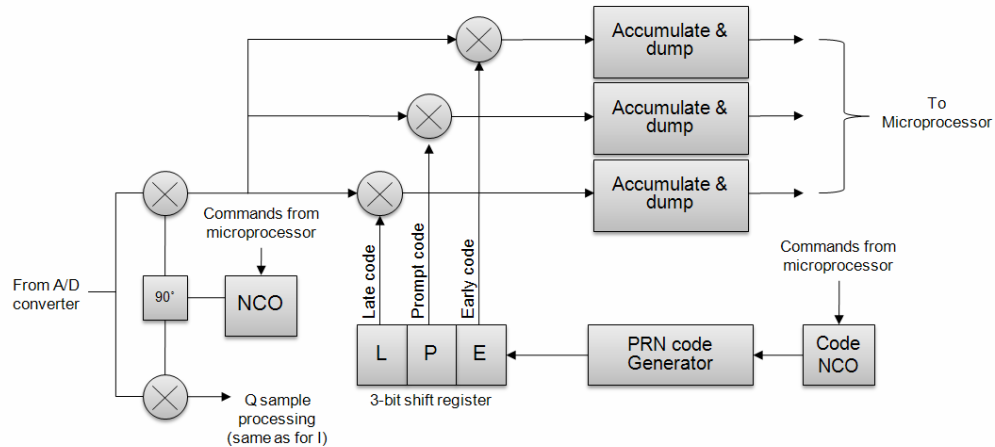 Accumulate &
dump
Accumulate &
dump
Accumulate &
dump
To
Microprocessor
Commands from
microprocessor
Late code
Prompt code
Early code
Commands from
microprocessor
From A/D
converter
90°
NCO
L
P
E
PRN code
Generator
Code
NCO
3-bit shift register
Q sample
processing
(same as for I)